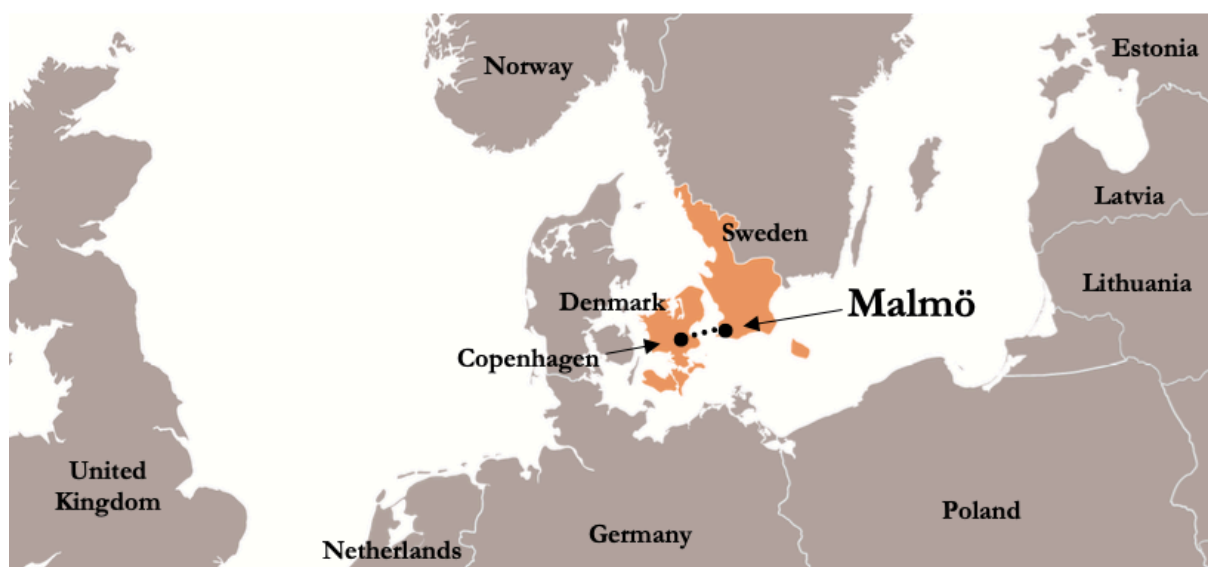 Norway
Estonia
Latvia
Sweden
Lithuania
Denmark
Malmö
Copenhagen
United
Kingdom
Poland
Germany
Netherlands